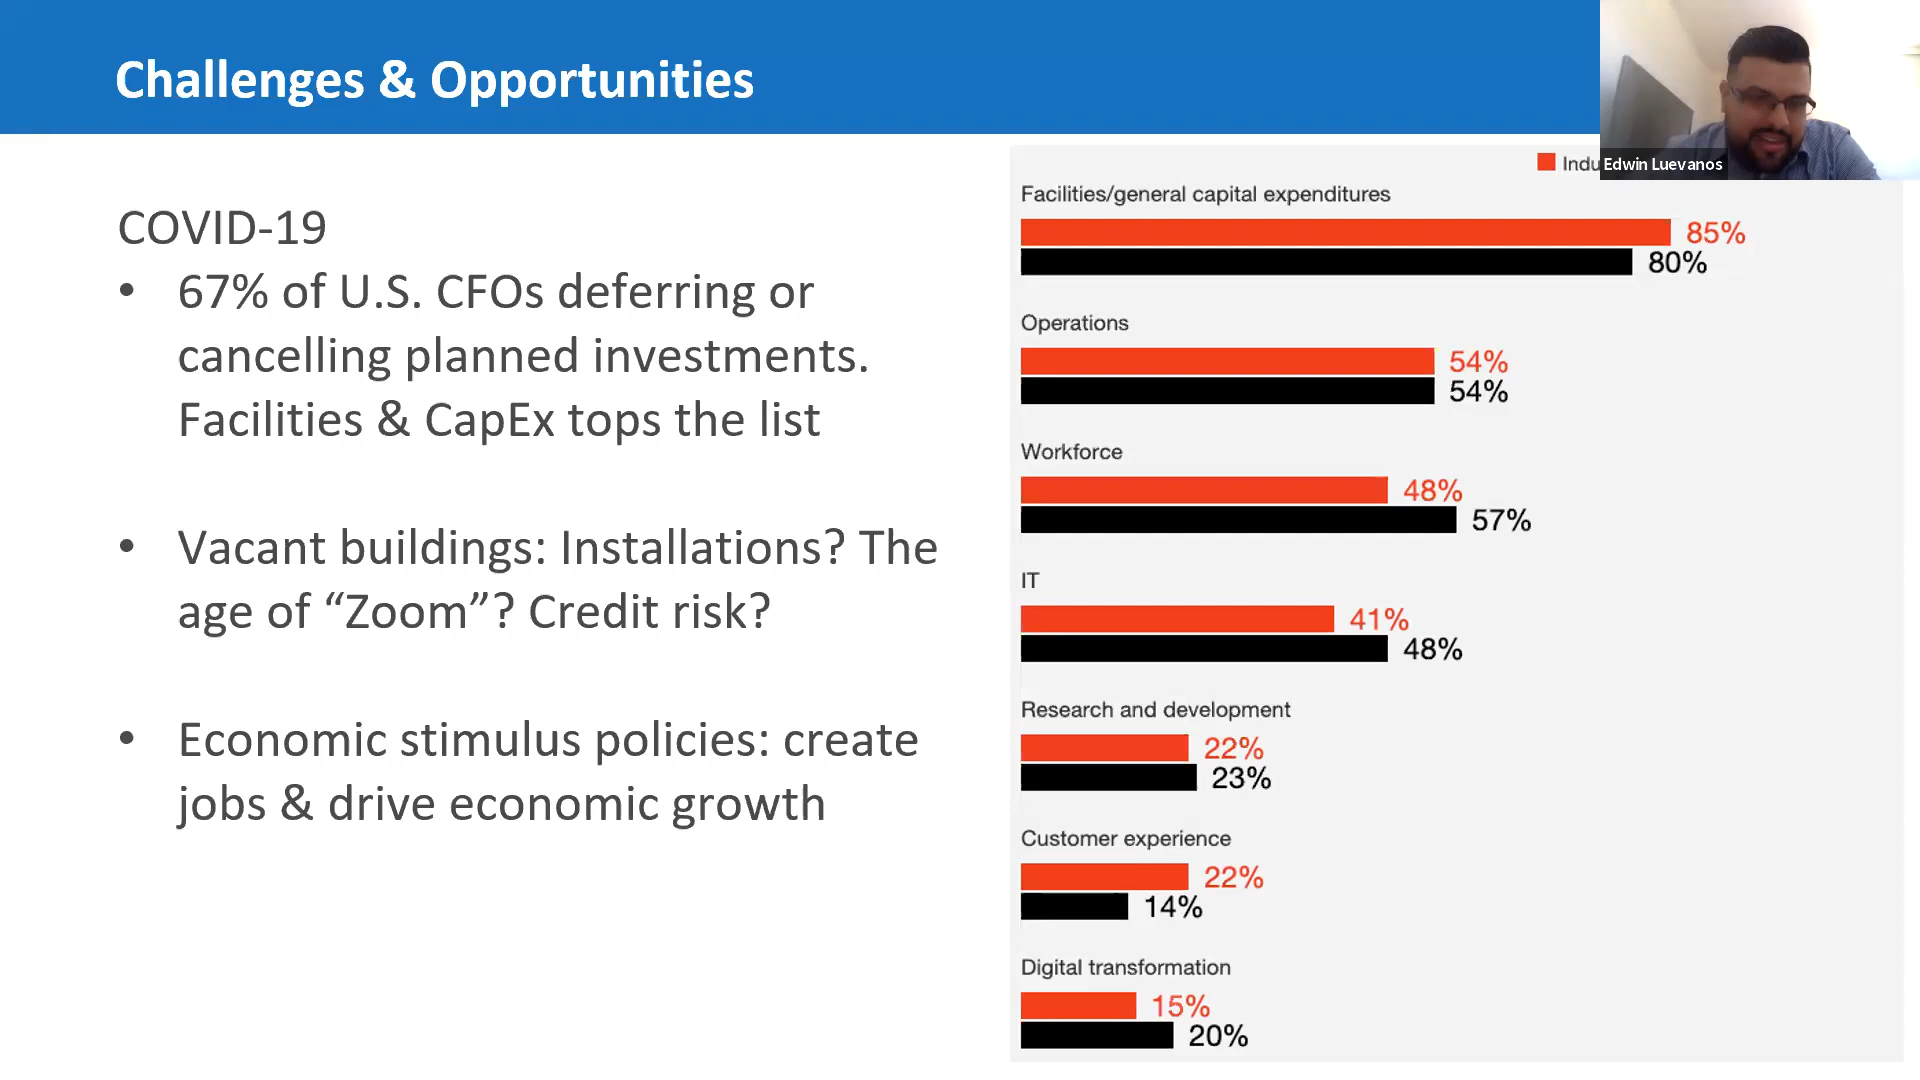 Challenges & Opportunities
Edwin Luevanos
COVID-19
• 67% of U.S. CFOs deferring or
cancelling planned investments.
Facilities & CapEx tops the list
• Vacant buildings: Installations? The
age of “Zoom”? Credit risk?
• Economic stimulus policies: create
jobs & drive economic growth
Facilities/general capital expenditures
85%
80%
Operations
54%
54%
Workforce
48%
57%
IT
41%
48%
Research and development
22%
23%
Customer experience
22%
14%
Digital transformation
15%
20%